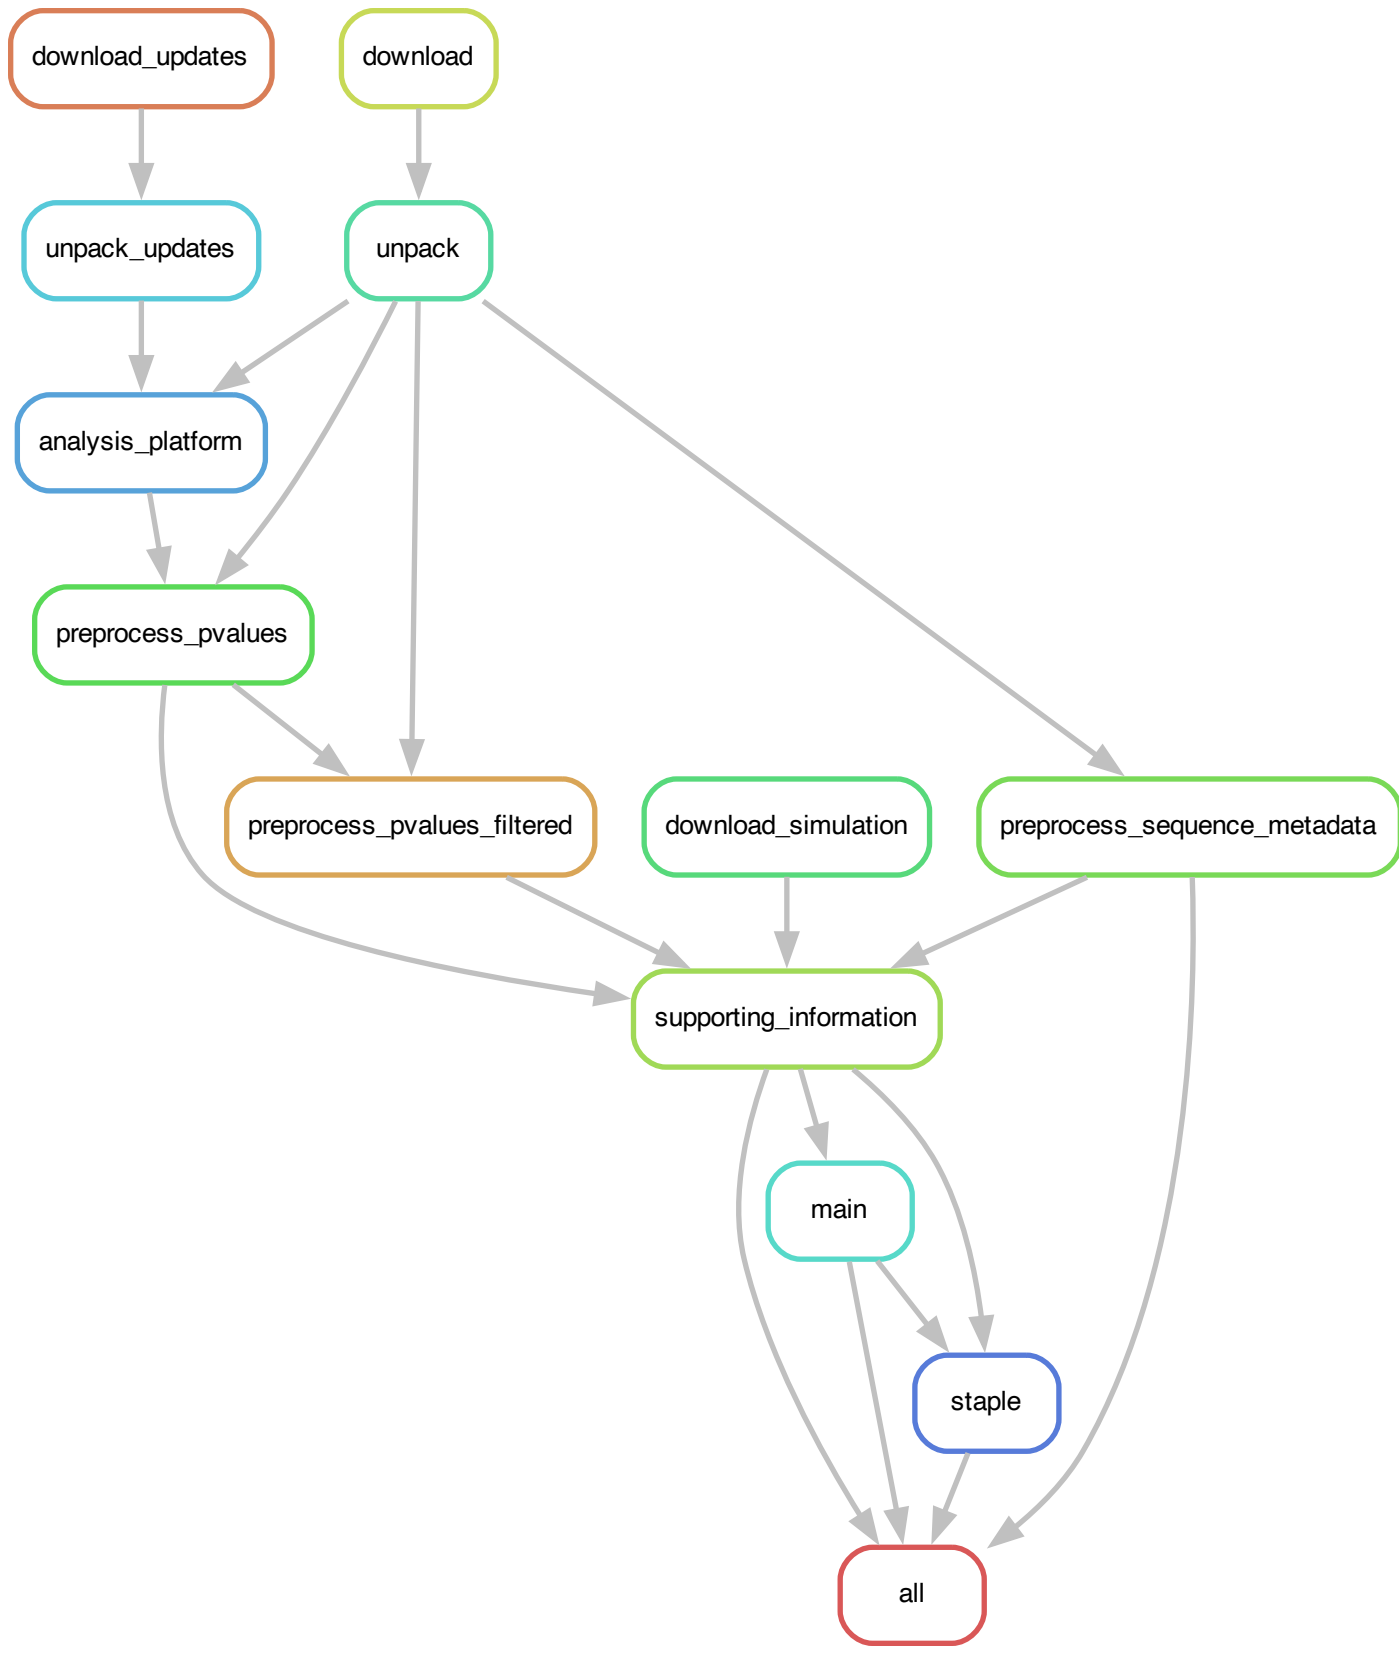 download_updates
download
unpack_updates
unpack
analysis_platform
preprocess_pvalues
preprocess_pvalues_filtered
download_simulation
preprocess_sequence_metadata
supporting_information
main
staple
all